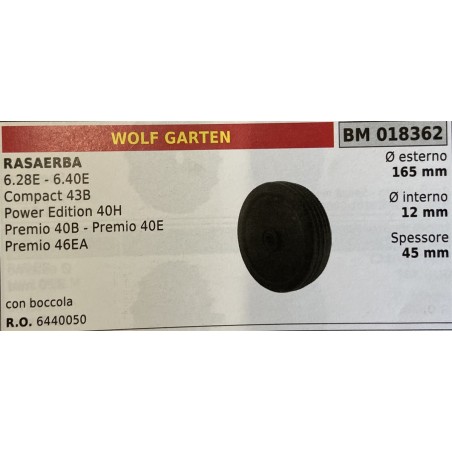 WOLF GARTEN
BM 018362
RASAERBA
6.28E - 6.40E
Compact 43B
Power Edition 40H
Premio 40B - Premio 40E
Premio 46EA
con boccola
R.O. 6440050
Ø esterno
165 mm
Ø interno
12 mm
Spessore
45 mm